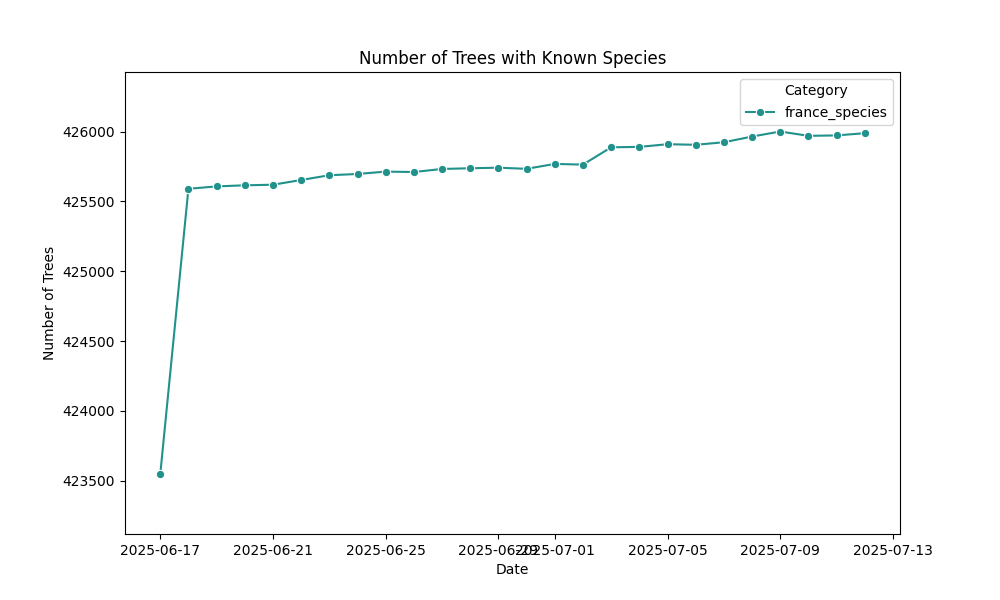 Number of Trees with Known Species
Category
france_species
426000
425500
425000
424500
424000
423500
Number of Trees
2025-06-17
2025-06-21
2025-06-25
2025-06-29
2025-07-01
2025-07-05
2025-07-09
2025-07-13
Date